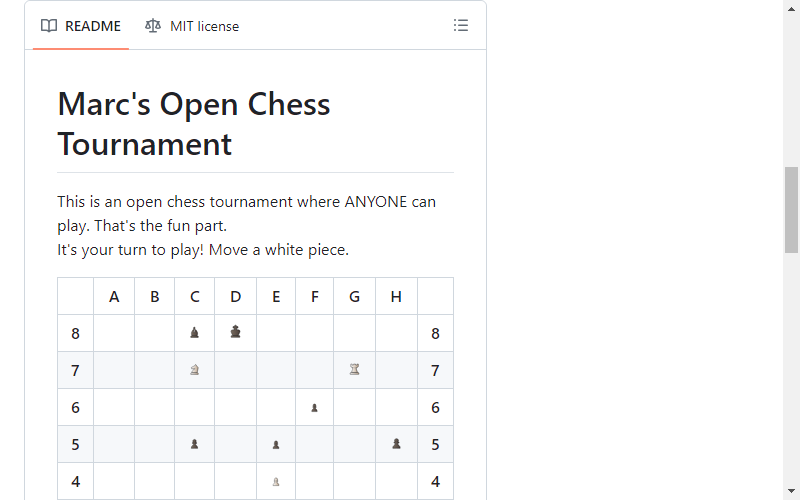 README MIT license
Marc's Open Chess
Tournament
This is an open chess tournament where ANYONE can
play. That's the fun part.
It's your turn to play! Move a white piece.
A B C D E F G H
8 8
7 7
6 6
5 5
4 4